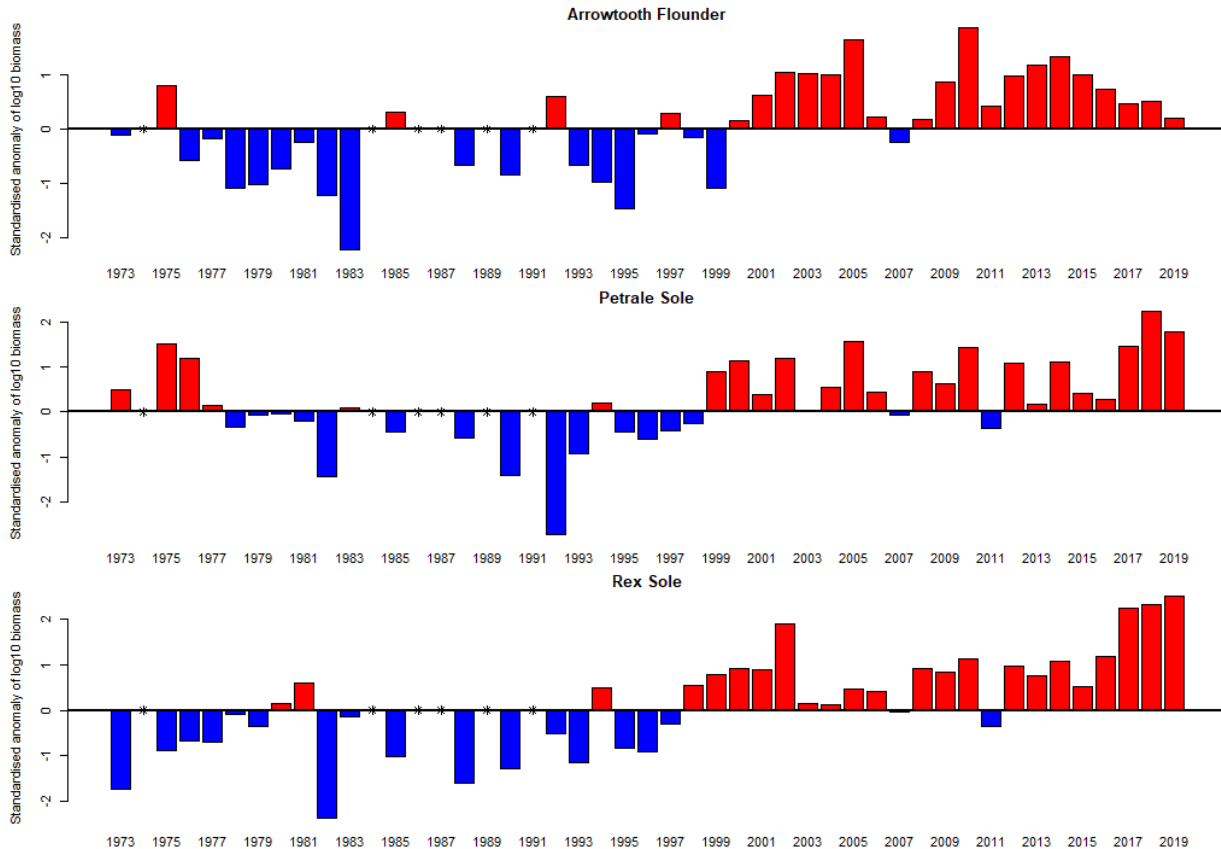 Arrowtooth Flounder
Standardised anomaly of log10 biomass
1
0
-1
-2
1973 1975 1977 1979 1981 1983 1985 1987 1989 1991 1993 1995 1997 1999 2001 2003 2005 2007 2009 2011 2013 2015 2017 2019
Petrale Sole
Standardised anomaly of log10 biomass
2
1
0
-1
-2
1973 1975 1977 1979 1981 1983 1985 1987 1989 1991 1993 1995 1997 1999 2001 2003 2005 2007 2009 2011 2013 2015 2017 2019
Rex Sole
Standardised anomaly of log10 biomass
2
1
0
-1
-2
1973 1975 1977 1979 1981 1983 1985 1987 1989 1991 1993 1995 1997 1999 2001 2003 2005 2007 2009 2011 2013 2015 2017 2019